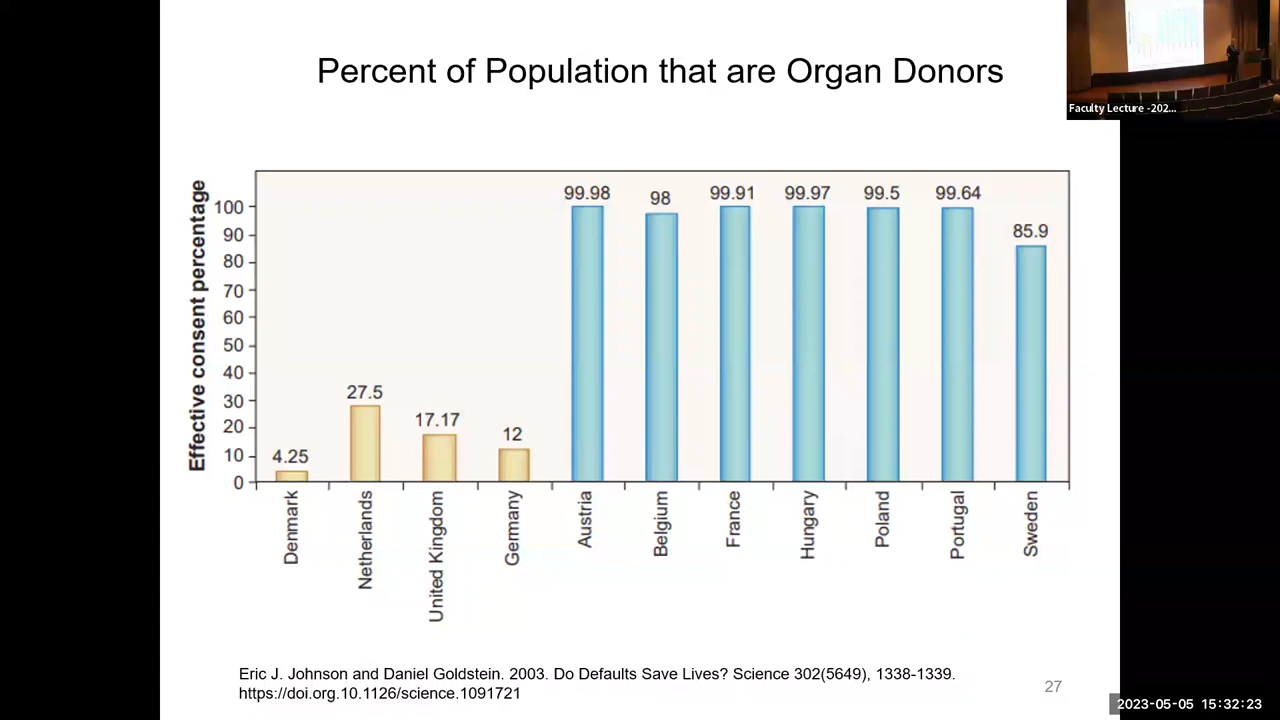 Percent of Population that are Organ Donors
Faculty Lecture -202...
Effective consent percentage
100
90
80
70
60
50
40
30
20
10
0
4.25
27.5
17.17
12
99.98
98
99.91
99.97
99.5
99.64
85.9
Denmark
Netherlands
United Kingdom
Germany
Austria
Belgium
France
Hungary
Poland
Portugal
Sweden
Eric J. Johnson and Daniel Goldstein. 2003. Do Defaults Save Lives? Science 302(5649), 1338-1339.
https://doi.org.10.1126/science.1091721
27
2023-05-05 15:32:23